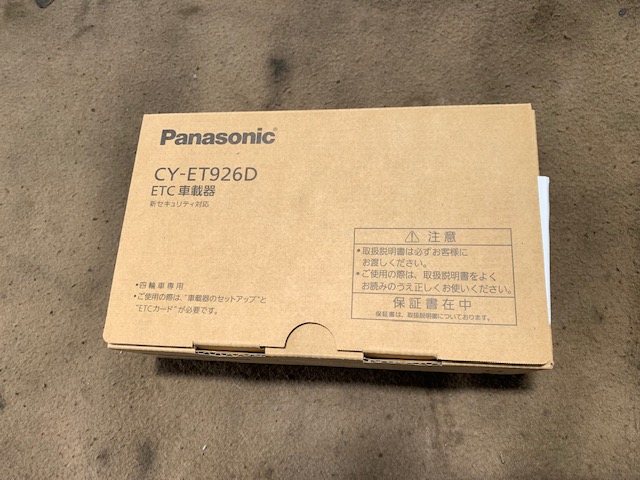 Panasonic
CY-ET926D
ETC 車載器
新セキュリティ対応
⚠ 注意
•取扱説明書は必ずお客様に
お渡しください。
•ご使用の際は、取扱説明書をよく
お読みのうえ正しくお使いください。
保証書在中
保証書は、取扱説明書についております。
•四輪車専用
•ご使用の際は、“車載器のセットアップ”と
“ETCカード”が必要です。